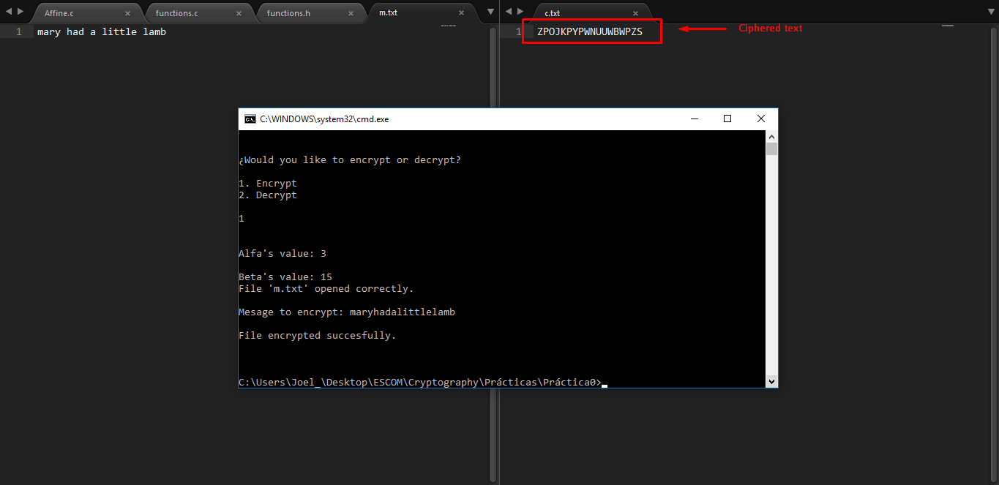 Affine.c
functions.c
functions.h
m.txt
c.txt
1 mary had a little lamb
1 ZPOJKPYPWNUUWBWPZS
Ciphered text
C:\WINDOWS\system32\cmd.exe
¿Would you like to encrypt or decrypt?
1. Encrypt
2. Decrypt
1
Alfa's value: 3
Beta's value: 15
File 'm.txt' opened correctly.
Mesage to encrypt: maryhadalittlelamb
File encrypted succesfully.
C:\Users\Joel_\Desktop\ESCOM\Cryptography\Prácticas\Práctica0>